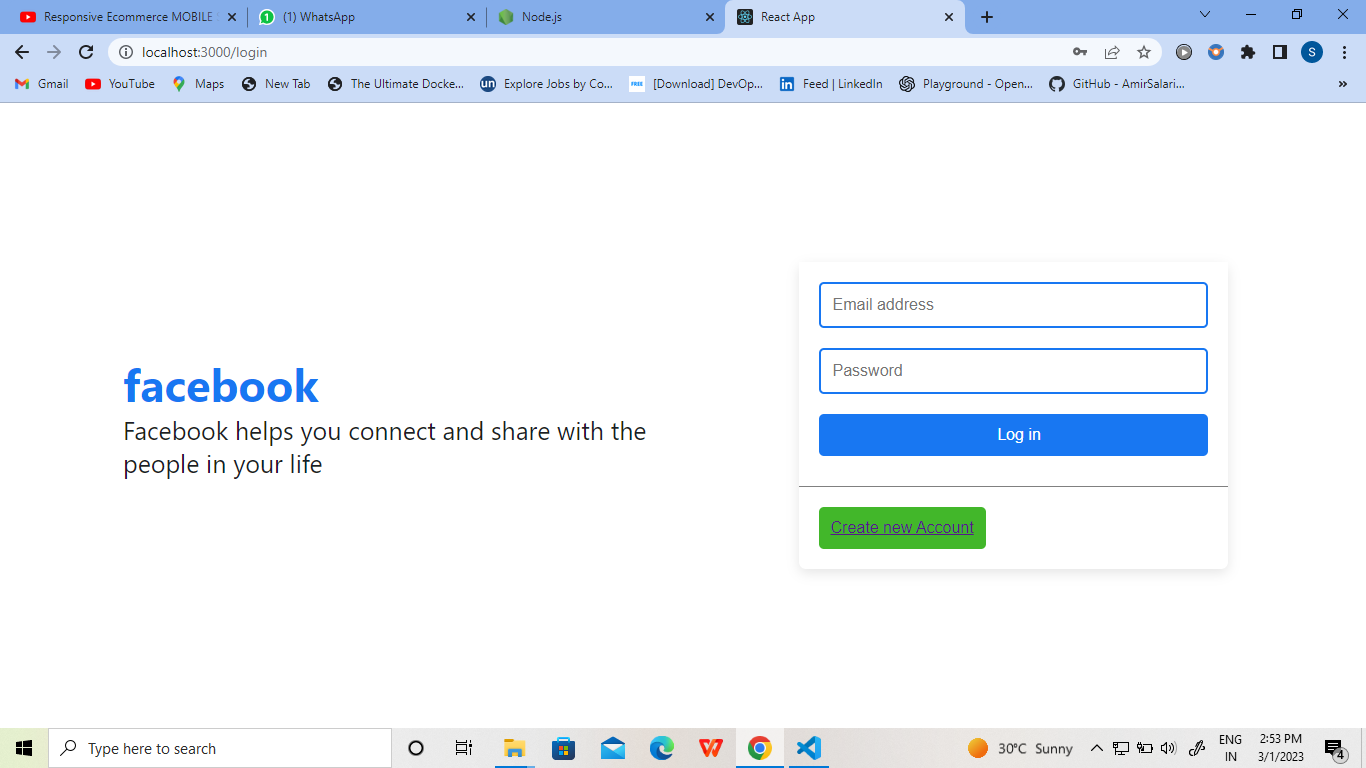 Responsive Ecommerce MOBILE
(1) WhatsApp
Node.js
React App
localhost:3000/login
S
Gmail
YouTube
Maps
New Tab
The Ultimate Docke...
un
Explore Jobs by Co...
FREE
[Download] DevOp...
Feed | LinkedIn
Playground - Open...
GitHub - AmirSalari...
»
Email address
Password
Log in
facebook
Facebook helps you connect and share with the
people in your life
Create new Account
Type here to search
30°C Sunny
ENG
IN
2:53 PM
3/1/2023
4